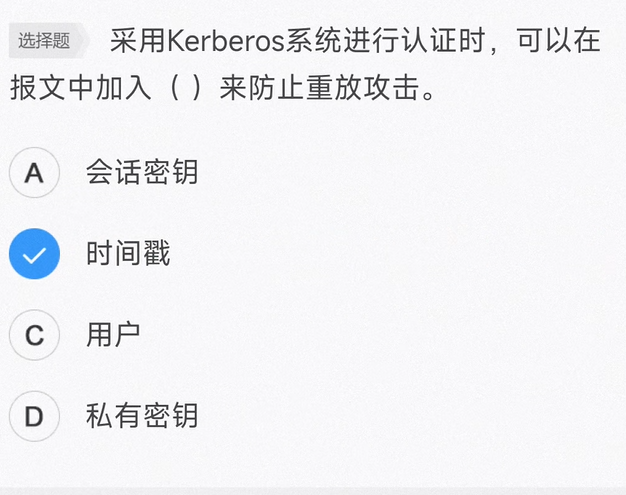 选择题 采用Kerberos系统进行认证时，可以在
报文中加入（ ）来防止重放攻击。
A 会话密钥
时间戳
C 用户
D 私有密钥